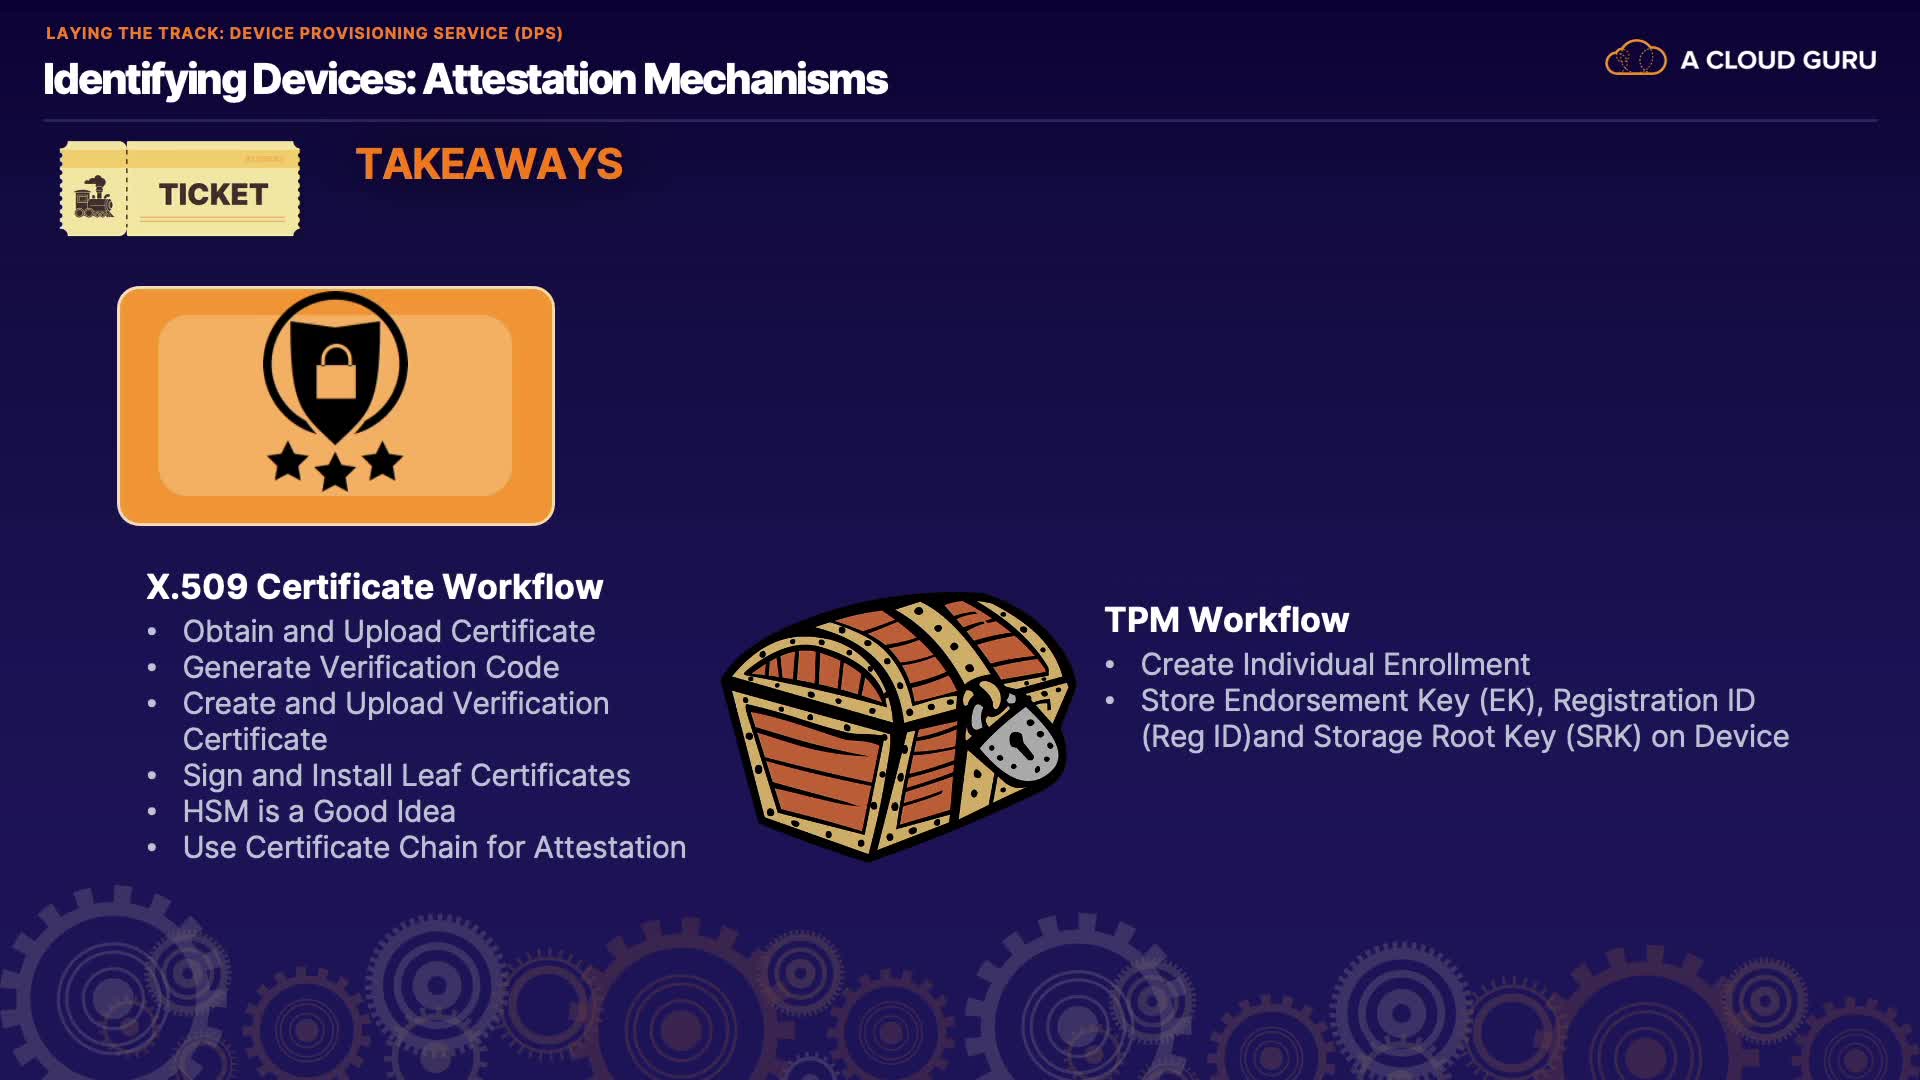 LAYING THE TRACK: DEVICE PROVISIONING SERVICE (DPS)
Identifying Devices: Attestation Mechanisms
A CLOUD GURU
TICKET
TAKEAWAYS
X.509 Certificate Workflow
• Obtain and Upload Certificate
• Generate Verification Code
• Create and Upload Verification
Certificate
• Sign and Install Leaf Certificates
• HSM is a Good Idea
• Use Certificate Chain for Attestation
TPM Workflow
• Create Individual Enrollment
• Store Endorsement Key (EK), Registration ID
(Reg ID)and Storage Root Key (SRK) on Device